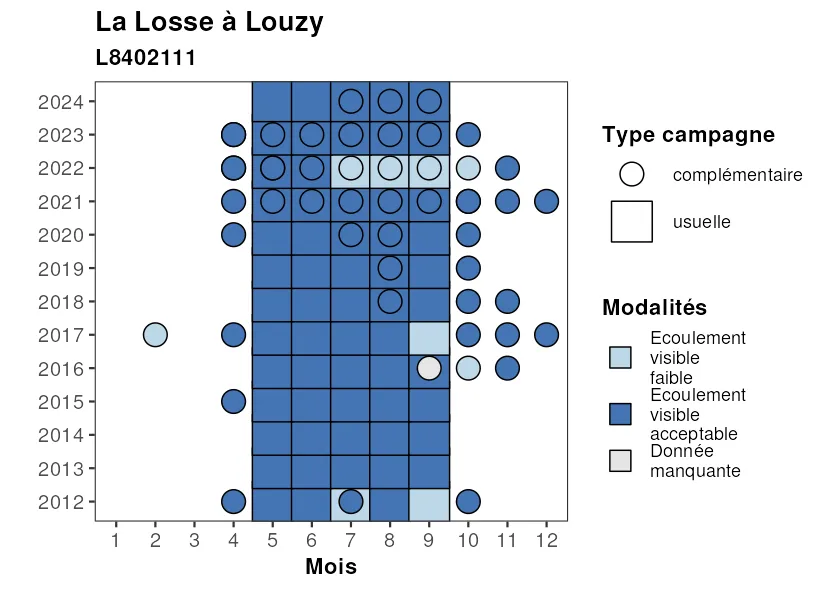 La Losse à Louzy
L8402111
2024
2023
2022
2021
2020
2019
2018
2017
2016
2015
2014
2013
2012
1 2 3 4 5 6 7 8 9 10 11 12
Mois
Type campagne
complémentaire
usuelle
Modalités
Ecoulement
visible
faible
Ecoulement
visible
acceptable
Donnée
manquante